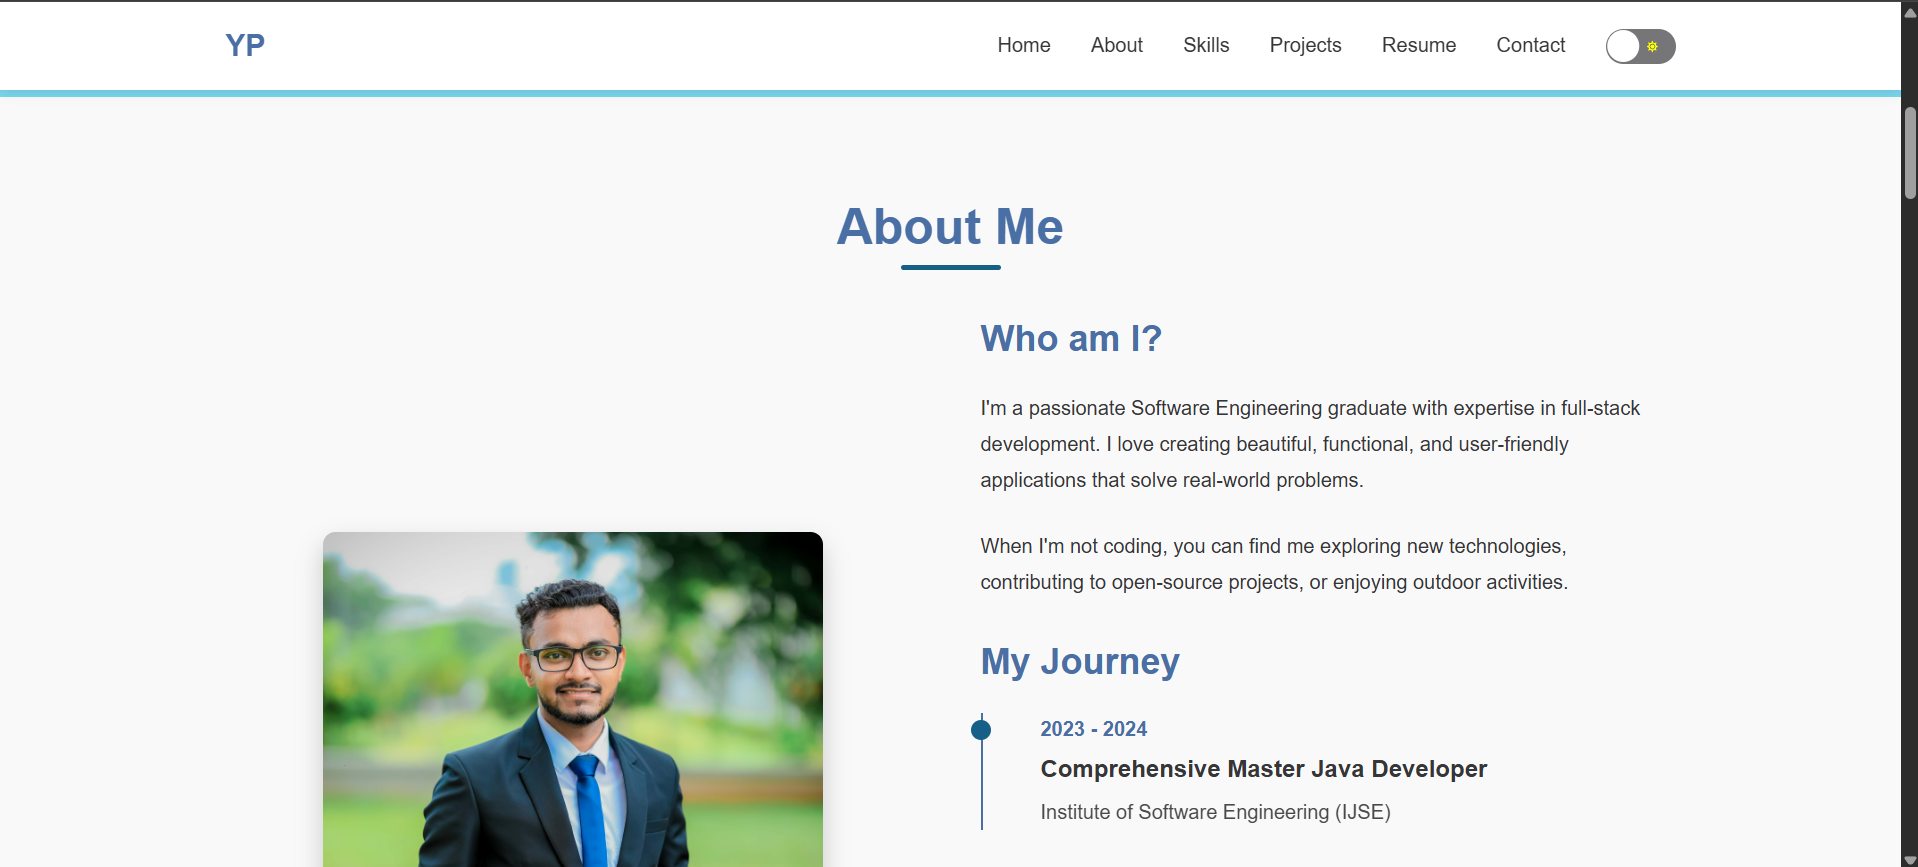 YP
Home About Skills Projects Resume Contact
About Me
Who am I?
I'm a passionate Software Engineering graduate with expertise in full-stack
development. I love creating beautiful, functional, and user-friendly
applications that solve real-world problems.
When I'm not coding, you can find me exploring new technologies,
contributing to open-source projects, or enjoying outdoor activities.
My Journey
2023 - 2024
Comprehensive Master Java Developer
Institute of Software Engineering (IJSE)